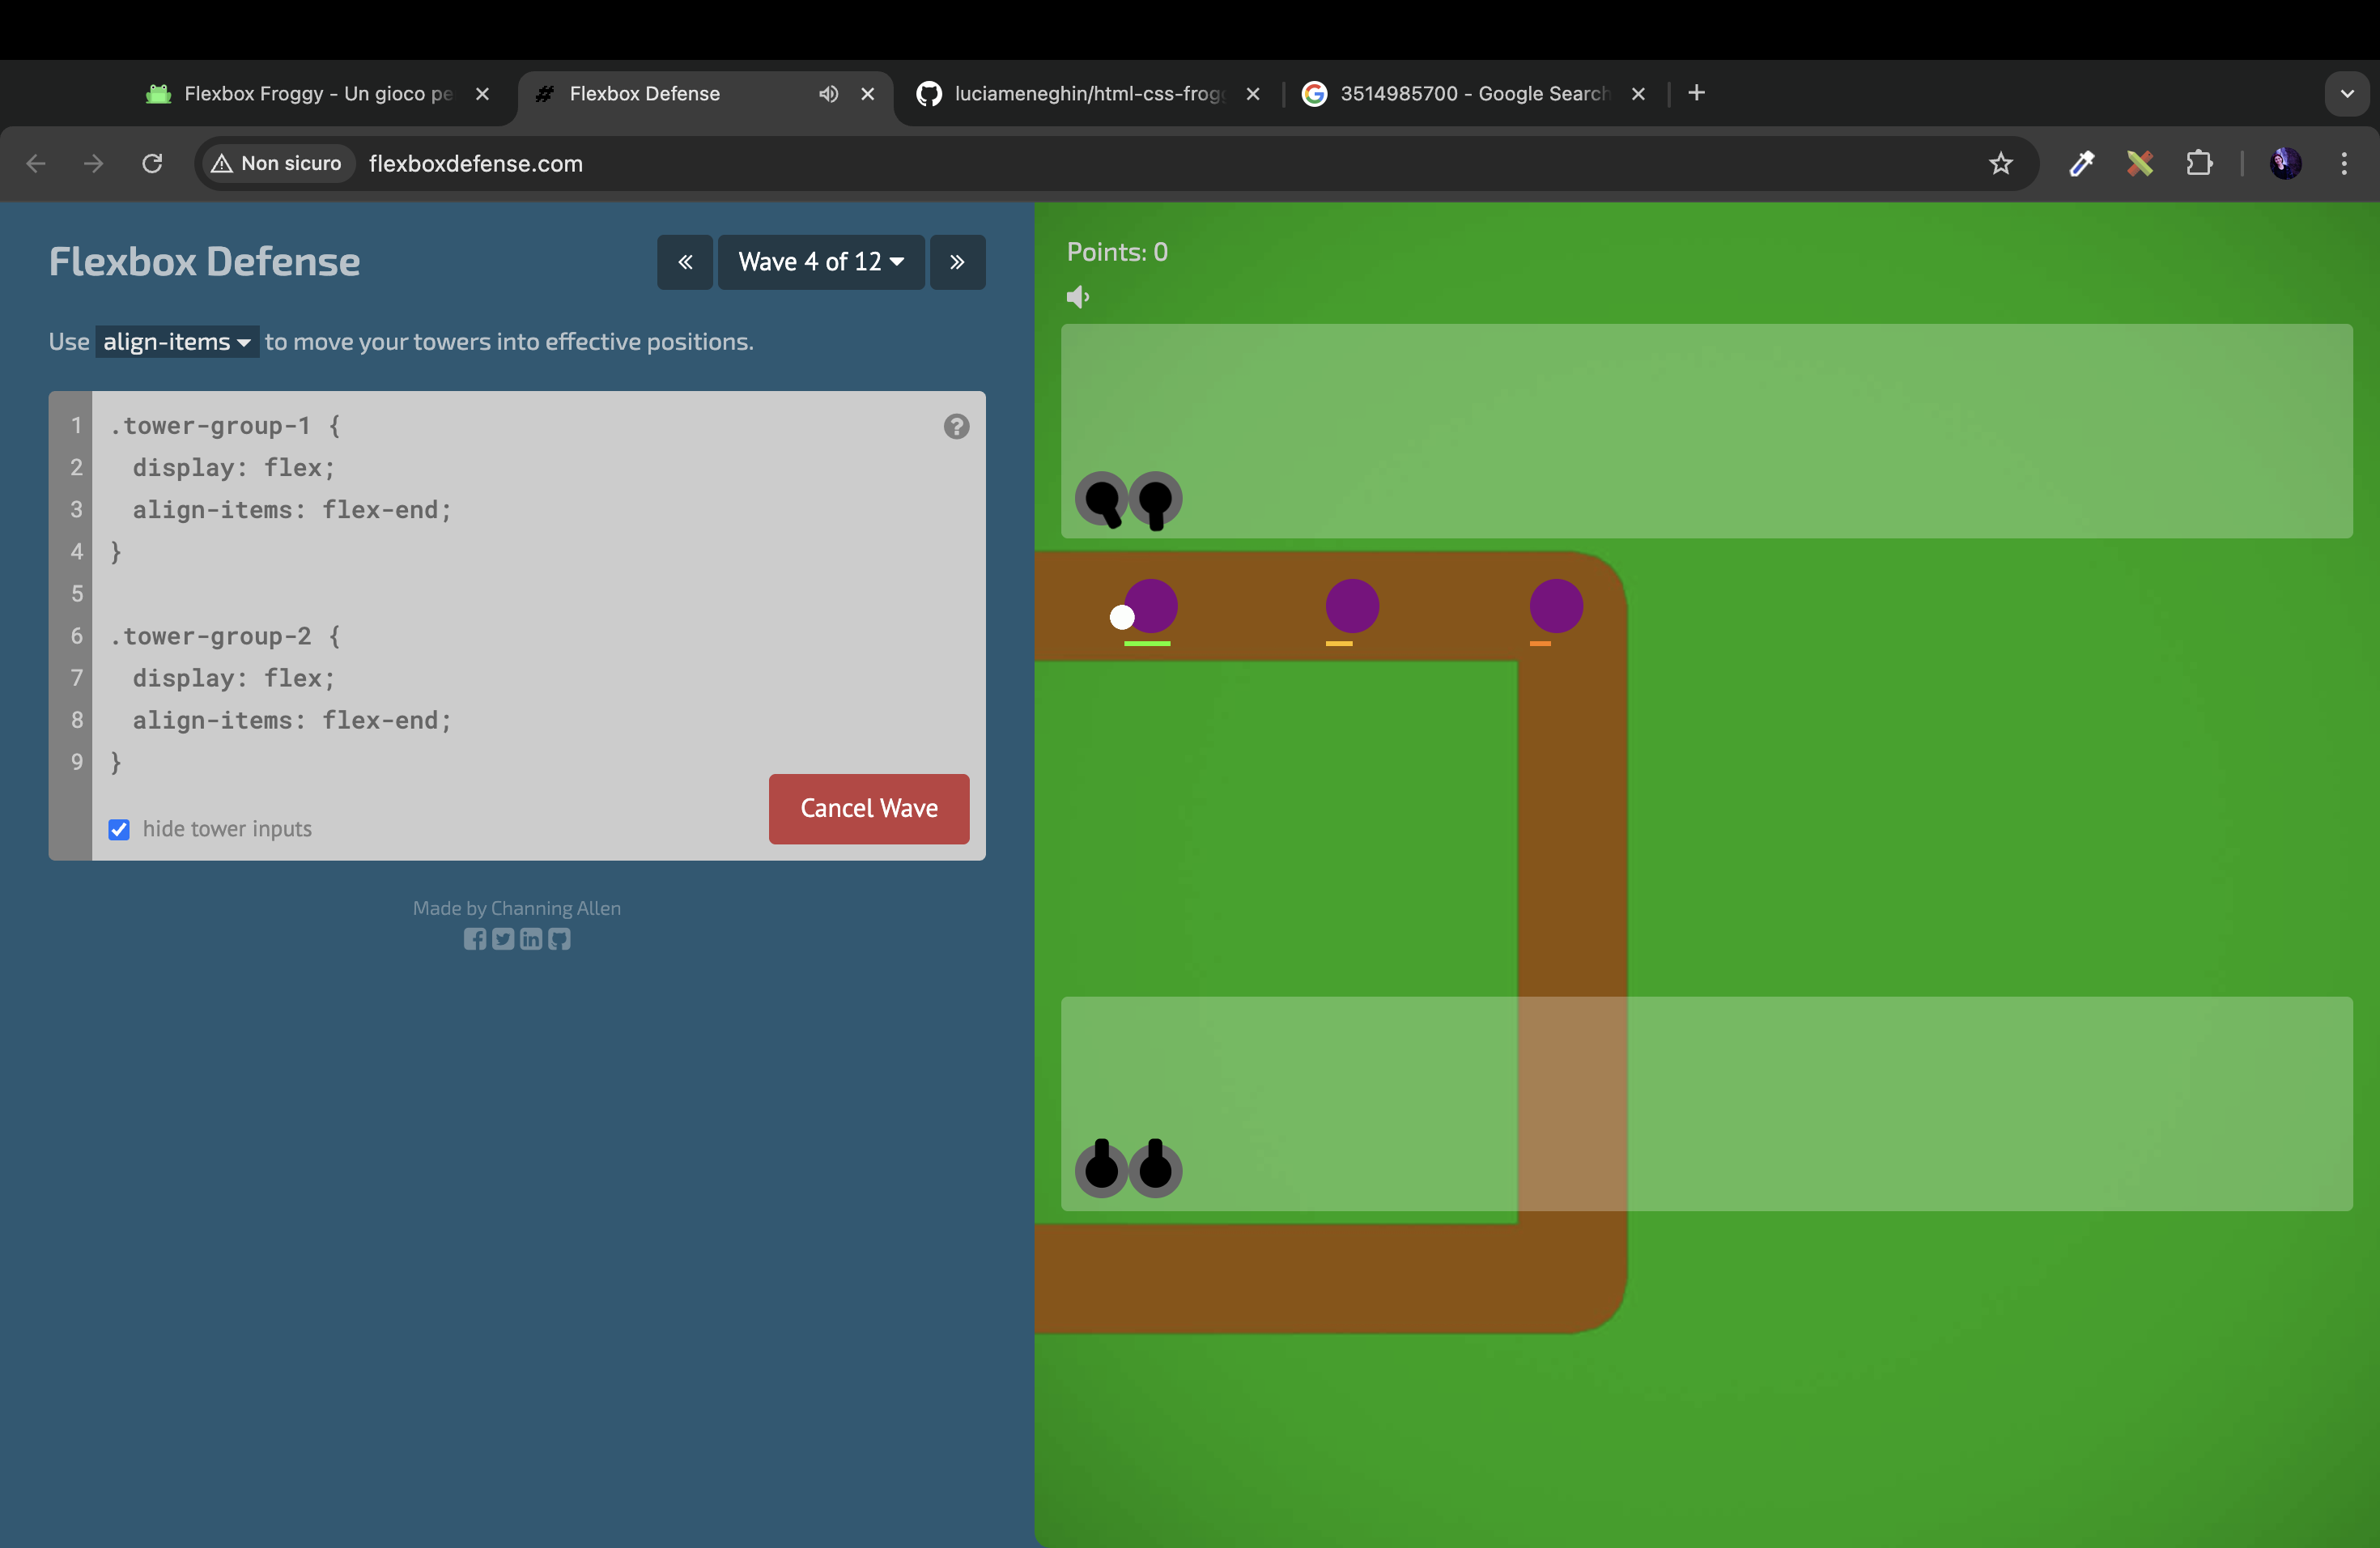 Flexbox Froggy - Un gioco pe
Flexbox Defense
luciameneghin/html-css-frogg
3514985700 - Google Search
Non sicuro
flexboxdefense.com
Flexbox Defense
Wave 4 of 12
Use align-items to move your towers into effective positions.
1 .tower-group-1 {
2 display: flex;
3 align-items: flex-end;
4 }
5
6 .tower-group-2 {
7 display: flex;
8 align-items: flex-end;
9 }
hide tower inputs
Cancel Wave
Made by Channing Allen
Points: 0